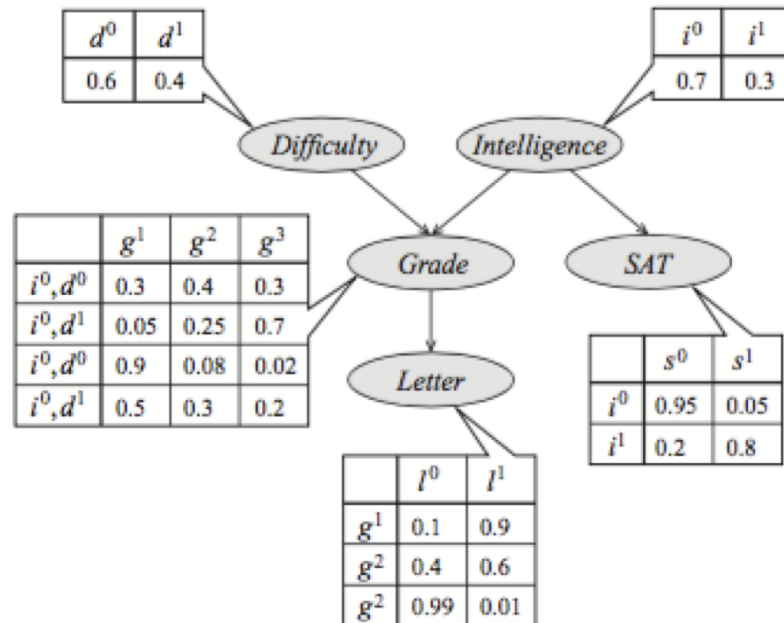 d⁰ d¹
0.6 0.4
i⁰ i¹
0.7 0.3
Difficulty
Intelligence
g¹ g² g³
i⁰,d⁰ 0.3 0.4 0.3
i⁰,d¹ 0.05 0.25 0.7
i⁰,d⁰ 0.9 0.08 0.02
i⁰,d¹ 0.5 0.3 0.2
Grade
SAT
s⁰ s¹
i⁰ 0.95 0.05
i¹ 0.2 0.8
Letter
l⁰ l¹
g¹ 0.1 0.9
g² 0.4 0.6
g² 0.99 0.01